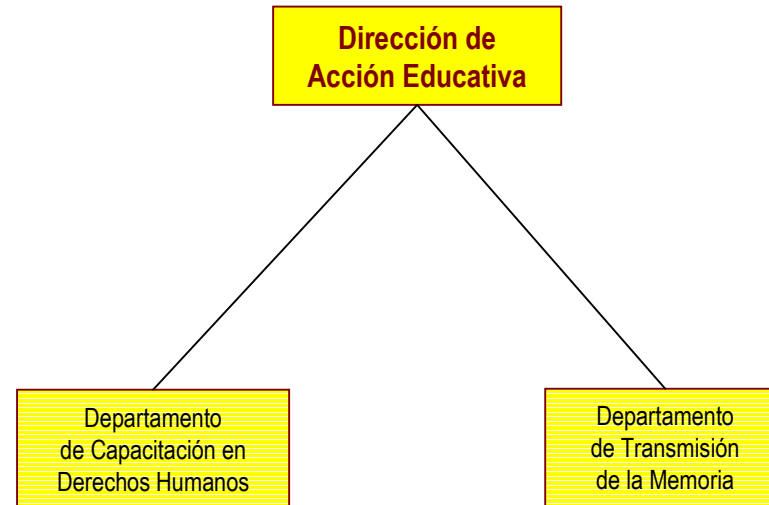 Dirección de
Acción Educativa
Departamento
de Capacitación en
Derechos Humanos
Departamento
de Transmisión
de la Memoria